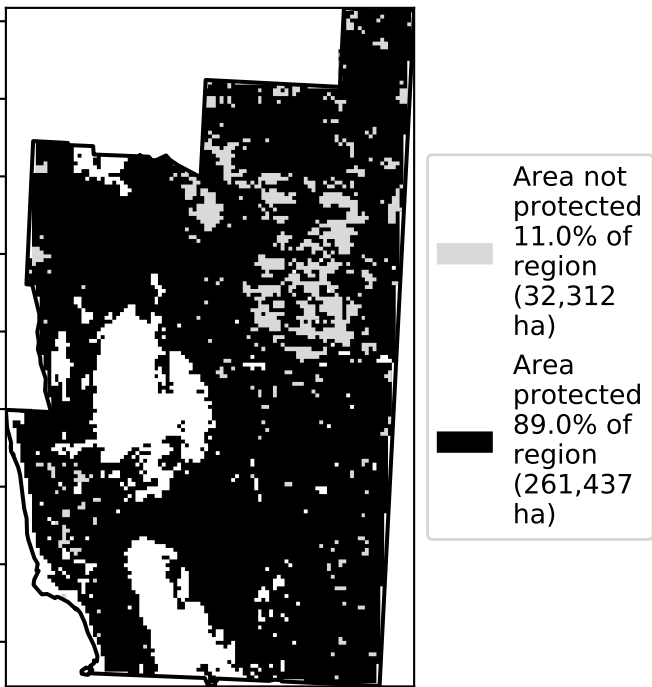 Area not
protected
11.0% of
region
(32,312
ha)
Area
protected
89.0% of
region
(261,437
ha)